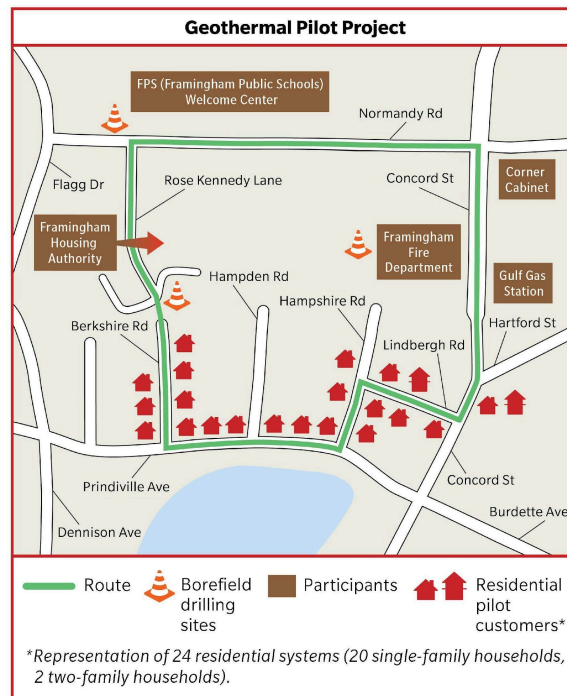 Geothermal Pilot Project
FPS (Framingham Public Schools)
Welcome Center
Normandy Rd
Flagg Dr
Rose Kennedy Lane
Concord St
Corner
Cabinet
Framingham
Housing
Authority
Framingham
Fire
Department
Hampden Rd
Gulf Gas
Station
Hampshire Rd
Berkshire Rd
Lindbergh Rd
Hartford St
Prindiville Ave
Concord St
Dennison Ave
Burdette Ave
Route
Borefield
drilling
sites
Participants
Residential
pilot
customers*
*Representation of 24 residential systems (20 single-family households,
2 two-family households).